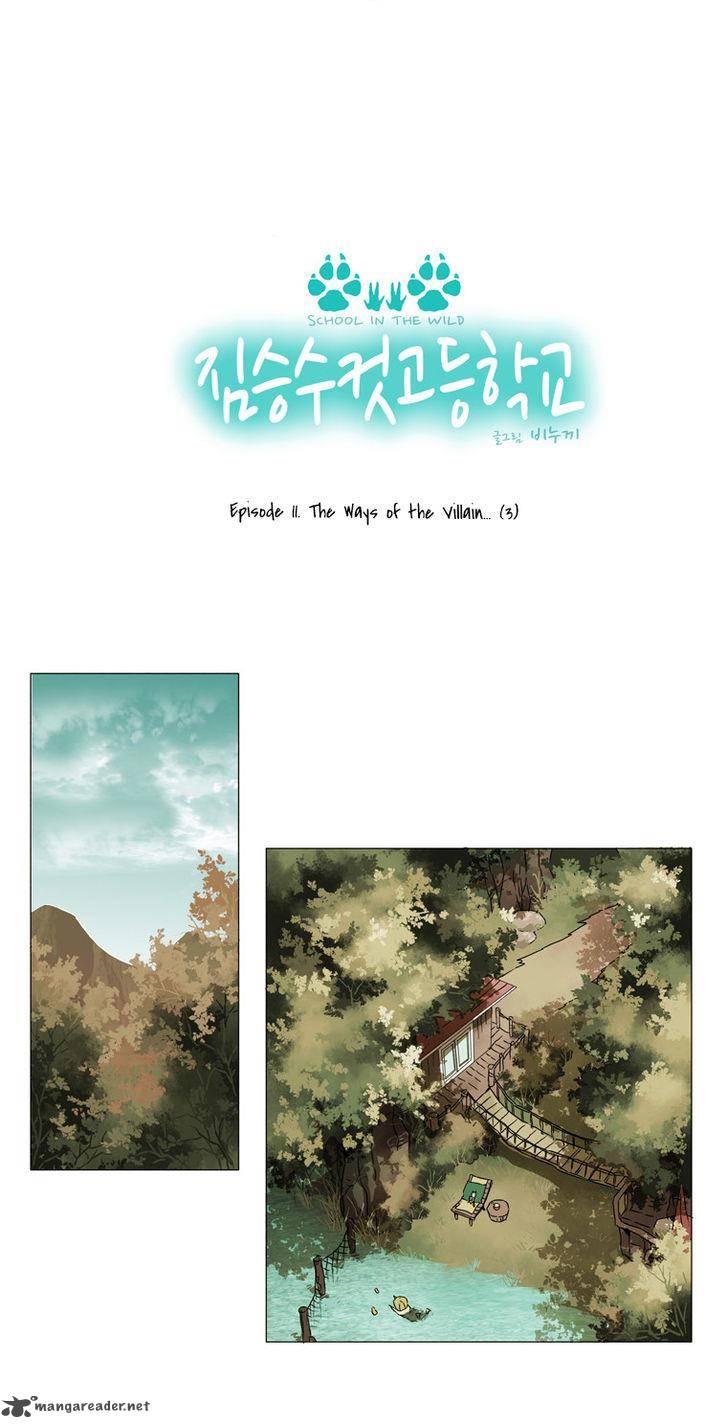 SCHOOL IN THE WILD
짐승수컷고등학교
글그림 비누끼
Episode 11. The Ways of the Villain... (3)
mangareader.net